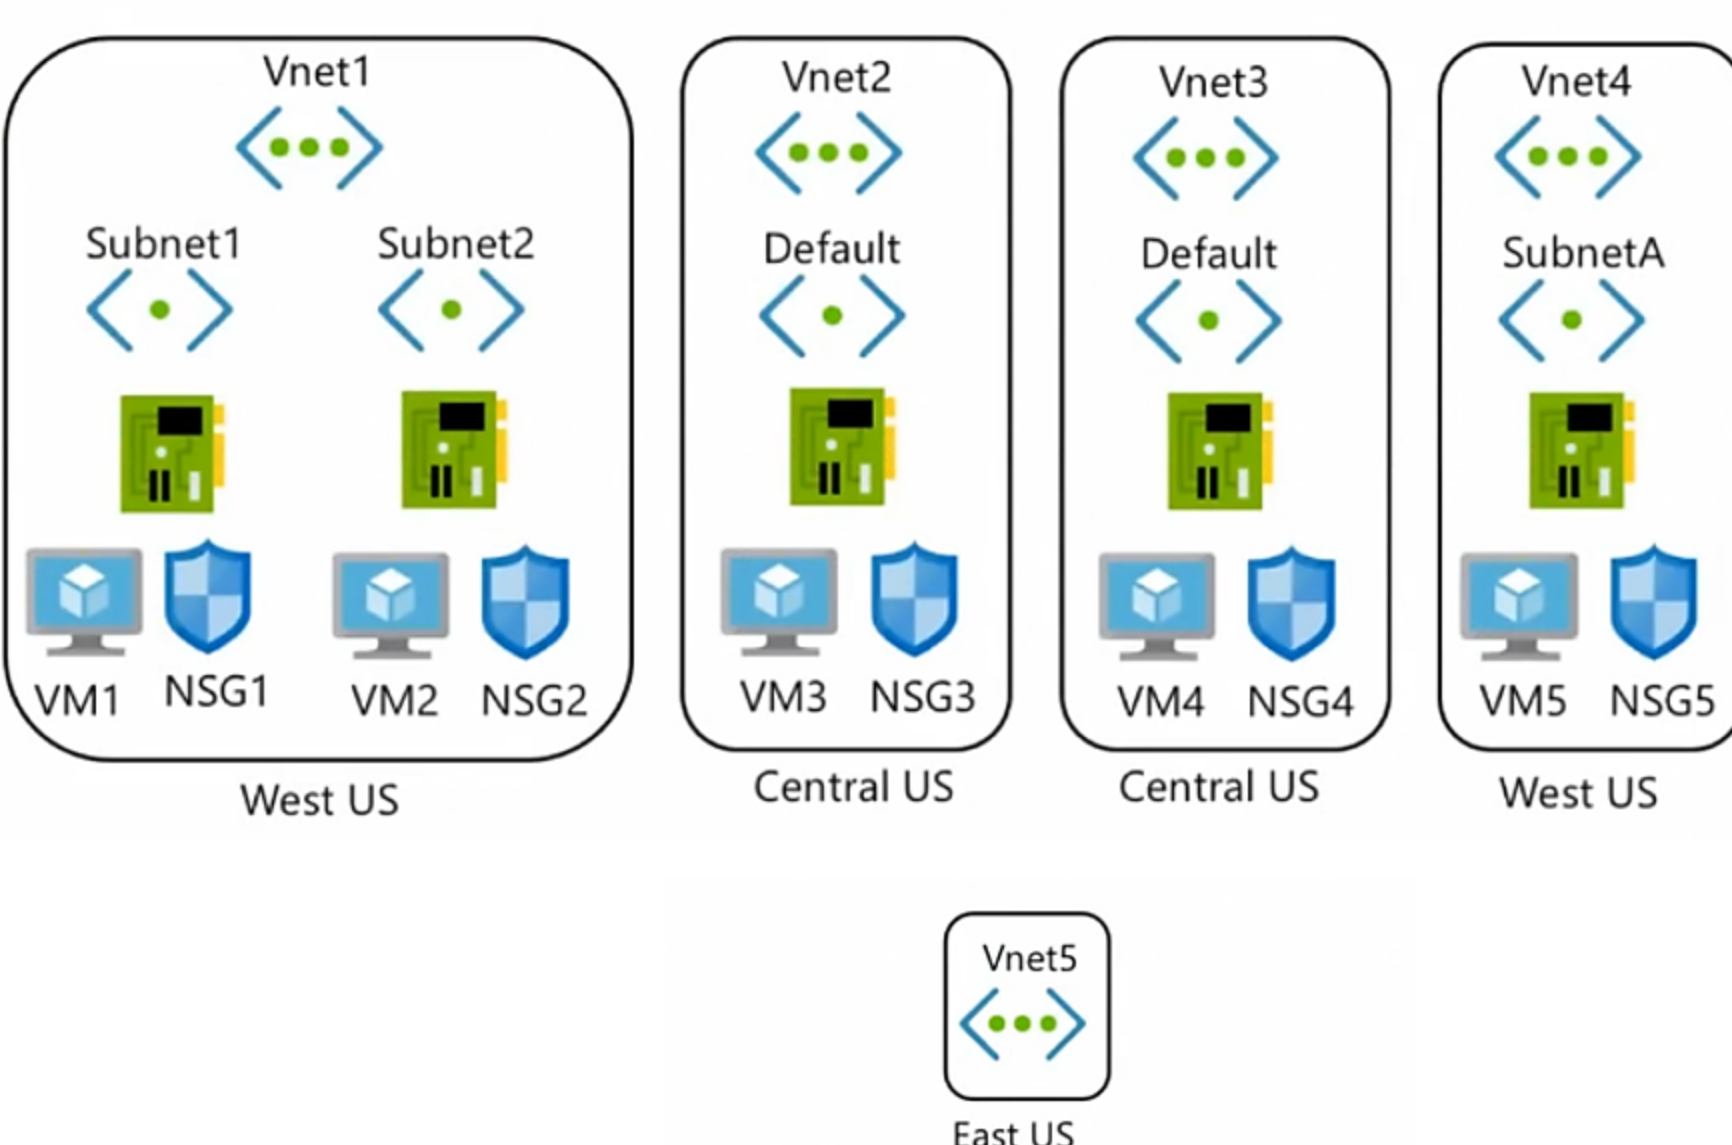 Vnet1
Subnet1
Subnet2
VM1
NSG1
VM2
NSG2
West US
Vnet2
Default
VM3
NSG3
Central US
Vnet3
Default
VM4
NSG4
Central US
Vnet4
SubnetA
VM5
NSG5
West US
Vnet5
East US